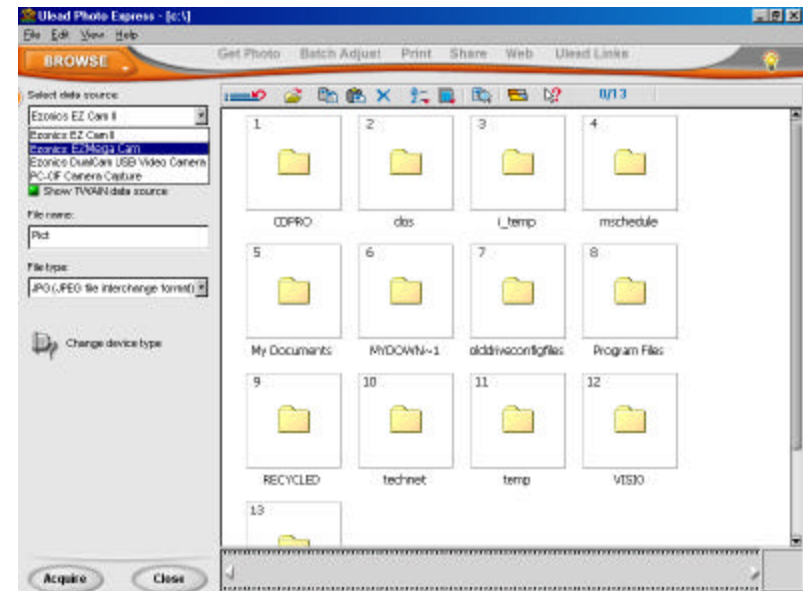 Ulead Photo Express - [c:\]
File Edit View Help
BROWSE
Get Photo Batch Adjust Print Share Web Ulead Links
Select data source:
0/13
Ezonics EZ Cam II
Ezonics EZ Cam II
Ezonics EZMega Cam
Ezonics DualCam USB Video Camera
PC-CIF Camera Capture
Show TWAIN data source
File name:
Pict
File type:
JPG (JPEG file interchange format)
Change device type
1 2 3 4
COPRO dos i_temp mschedule
5 6 7 8
My Documents MYDOWN~1 olddriveconfigfiles Program Files
9 10 11 12
RECYCLED technet temp VISIO
13
Acquire Close